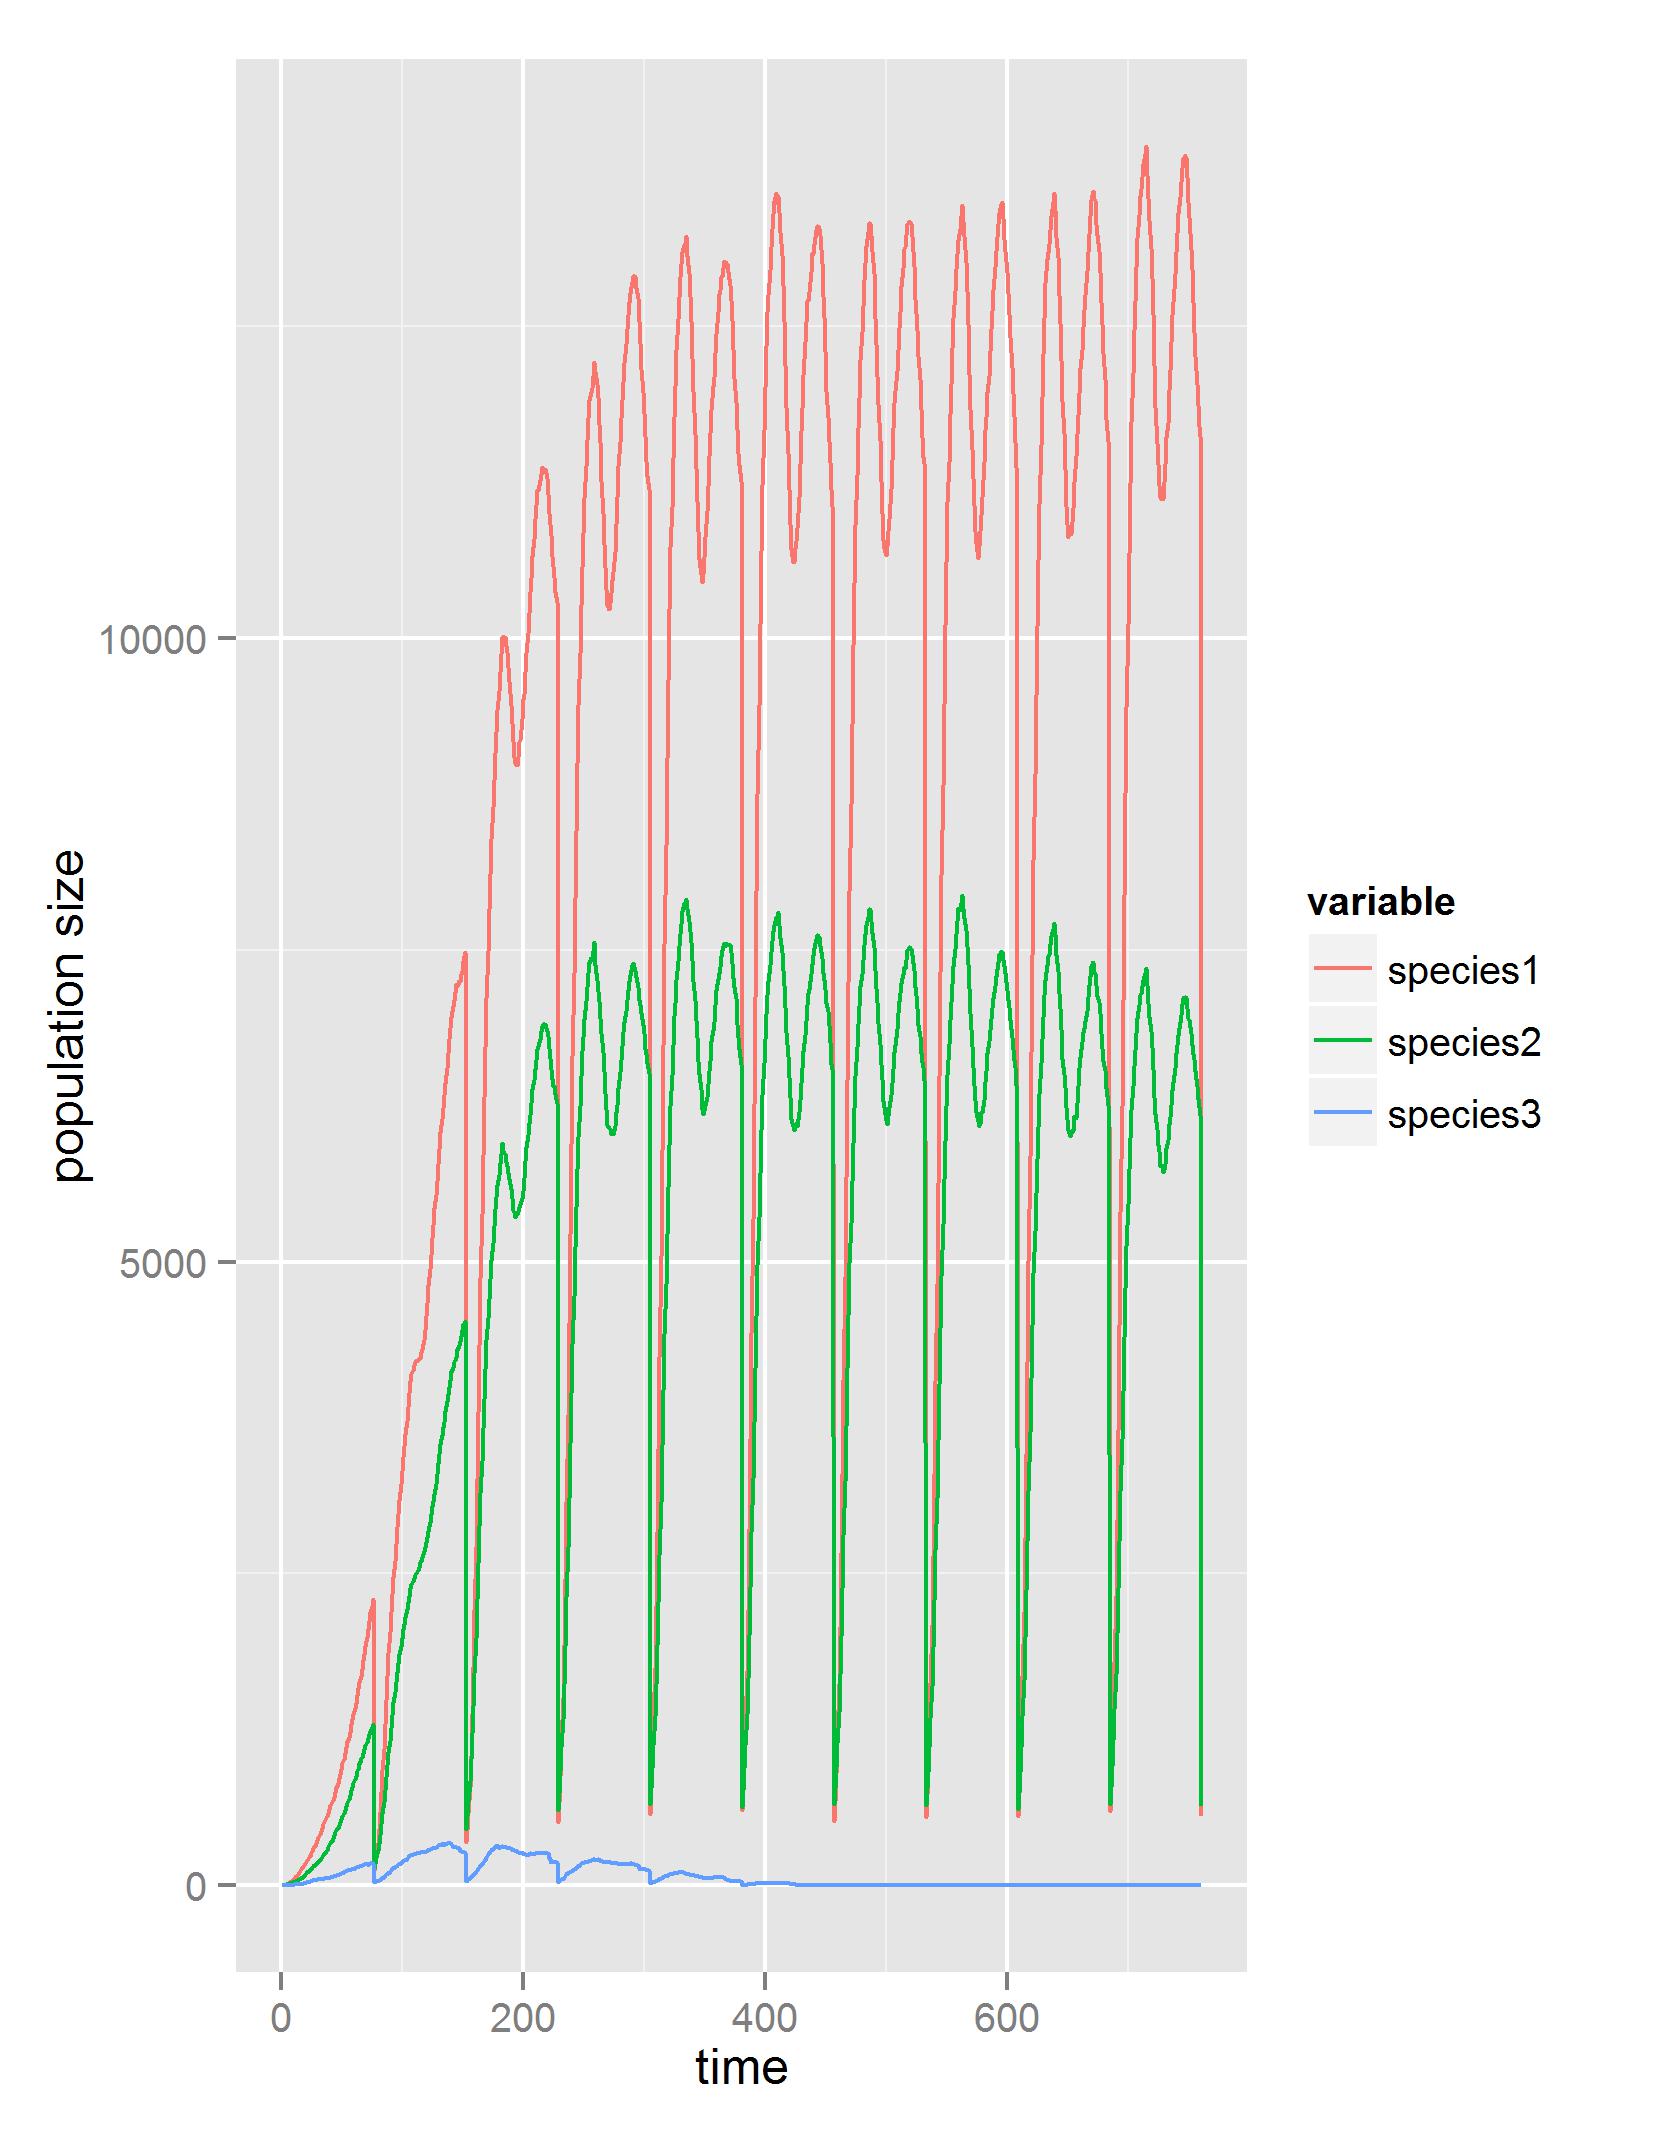 population size
10000
5000
0
0 200 400 600
time
variable
species1
species2
species3